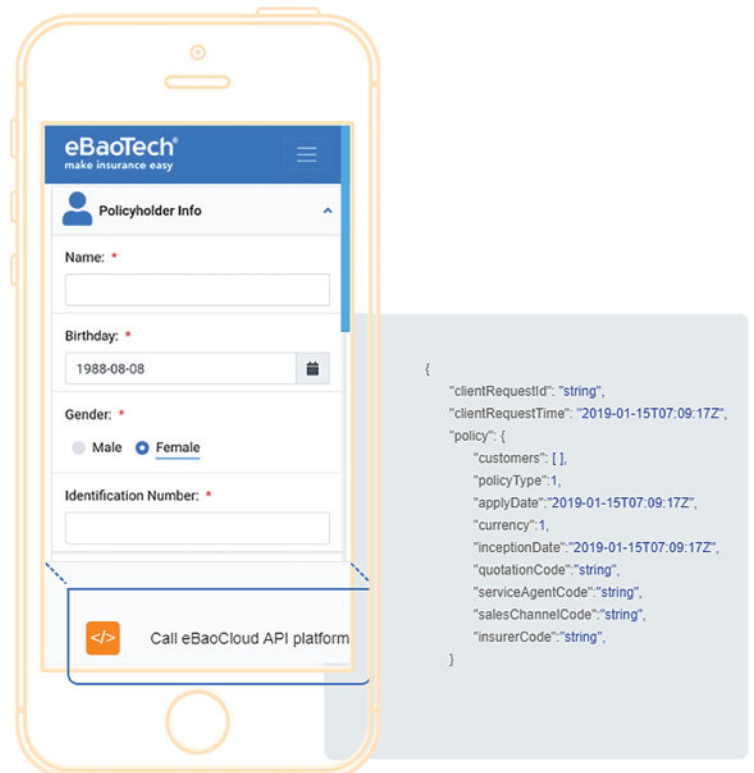 eBaoTech®
make insurance easy
Policyholder Info
Name: *
Birthday: *
1988-08-08
Gender: *
Male Female
Identification Number: *
</> Call eBaoCloud API platform
{
"clientRequestId": "string",
"clientRequestTime": "2019-01-15T07:09:17Z",
"policy": {
"customers": [ ],
"policyType":1,
"applyDate":"2019-01-15T07:09:17Z",
"currency":1,
"inceptionDate":"2019-01-15T07:09:17Z",
"quotationCode":"string",
"serviceAgentCode":"string",
"salesChannelCode":"string",
"insurerCode":"string",
}